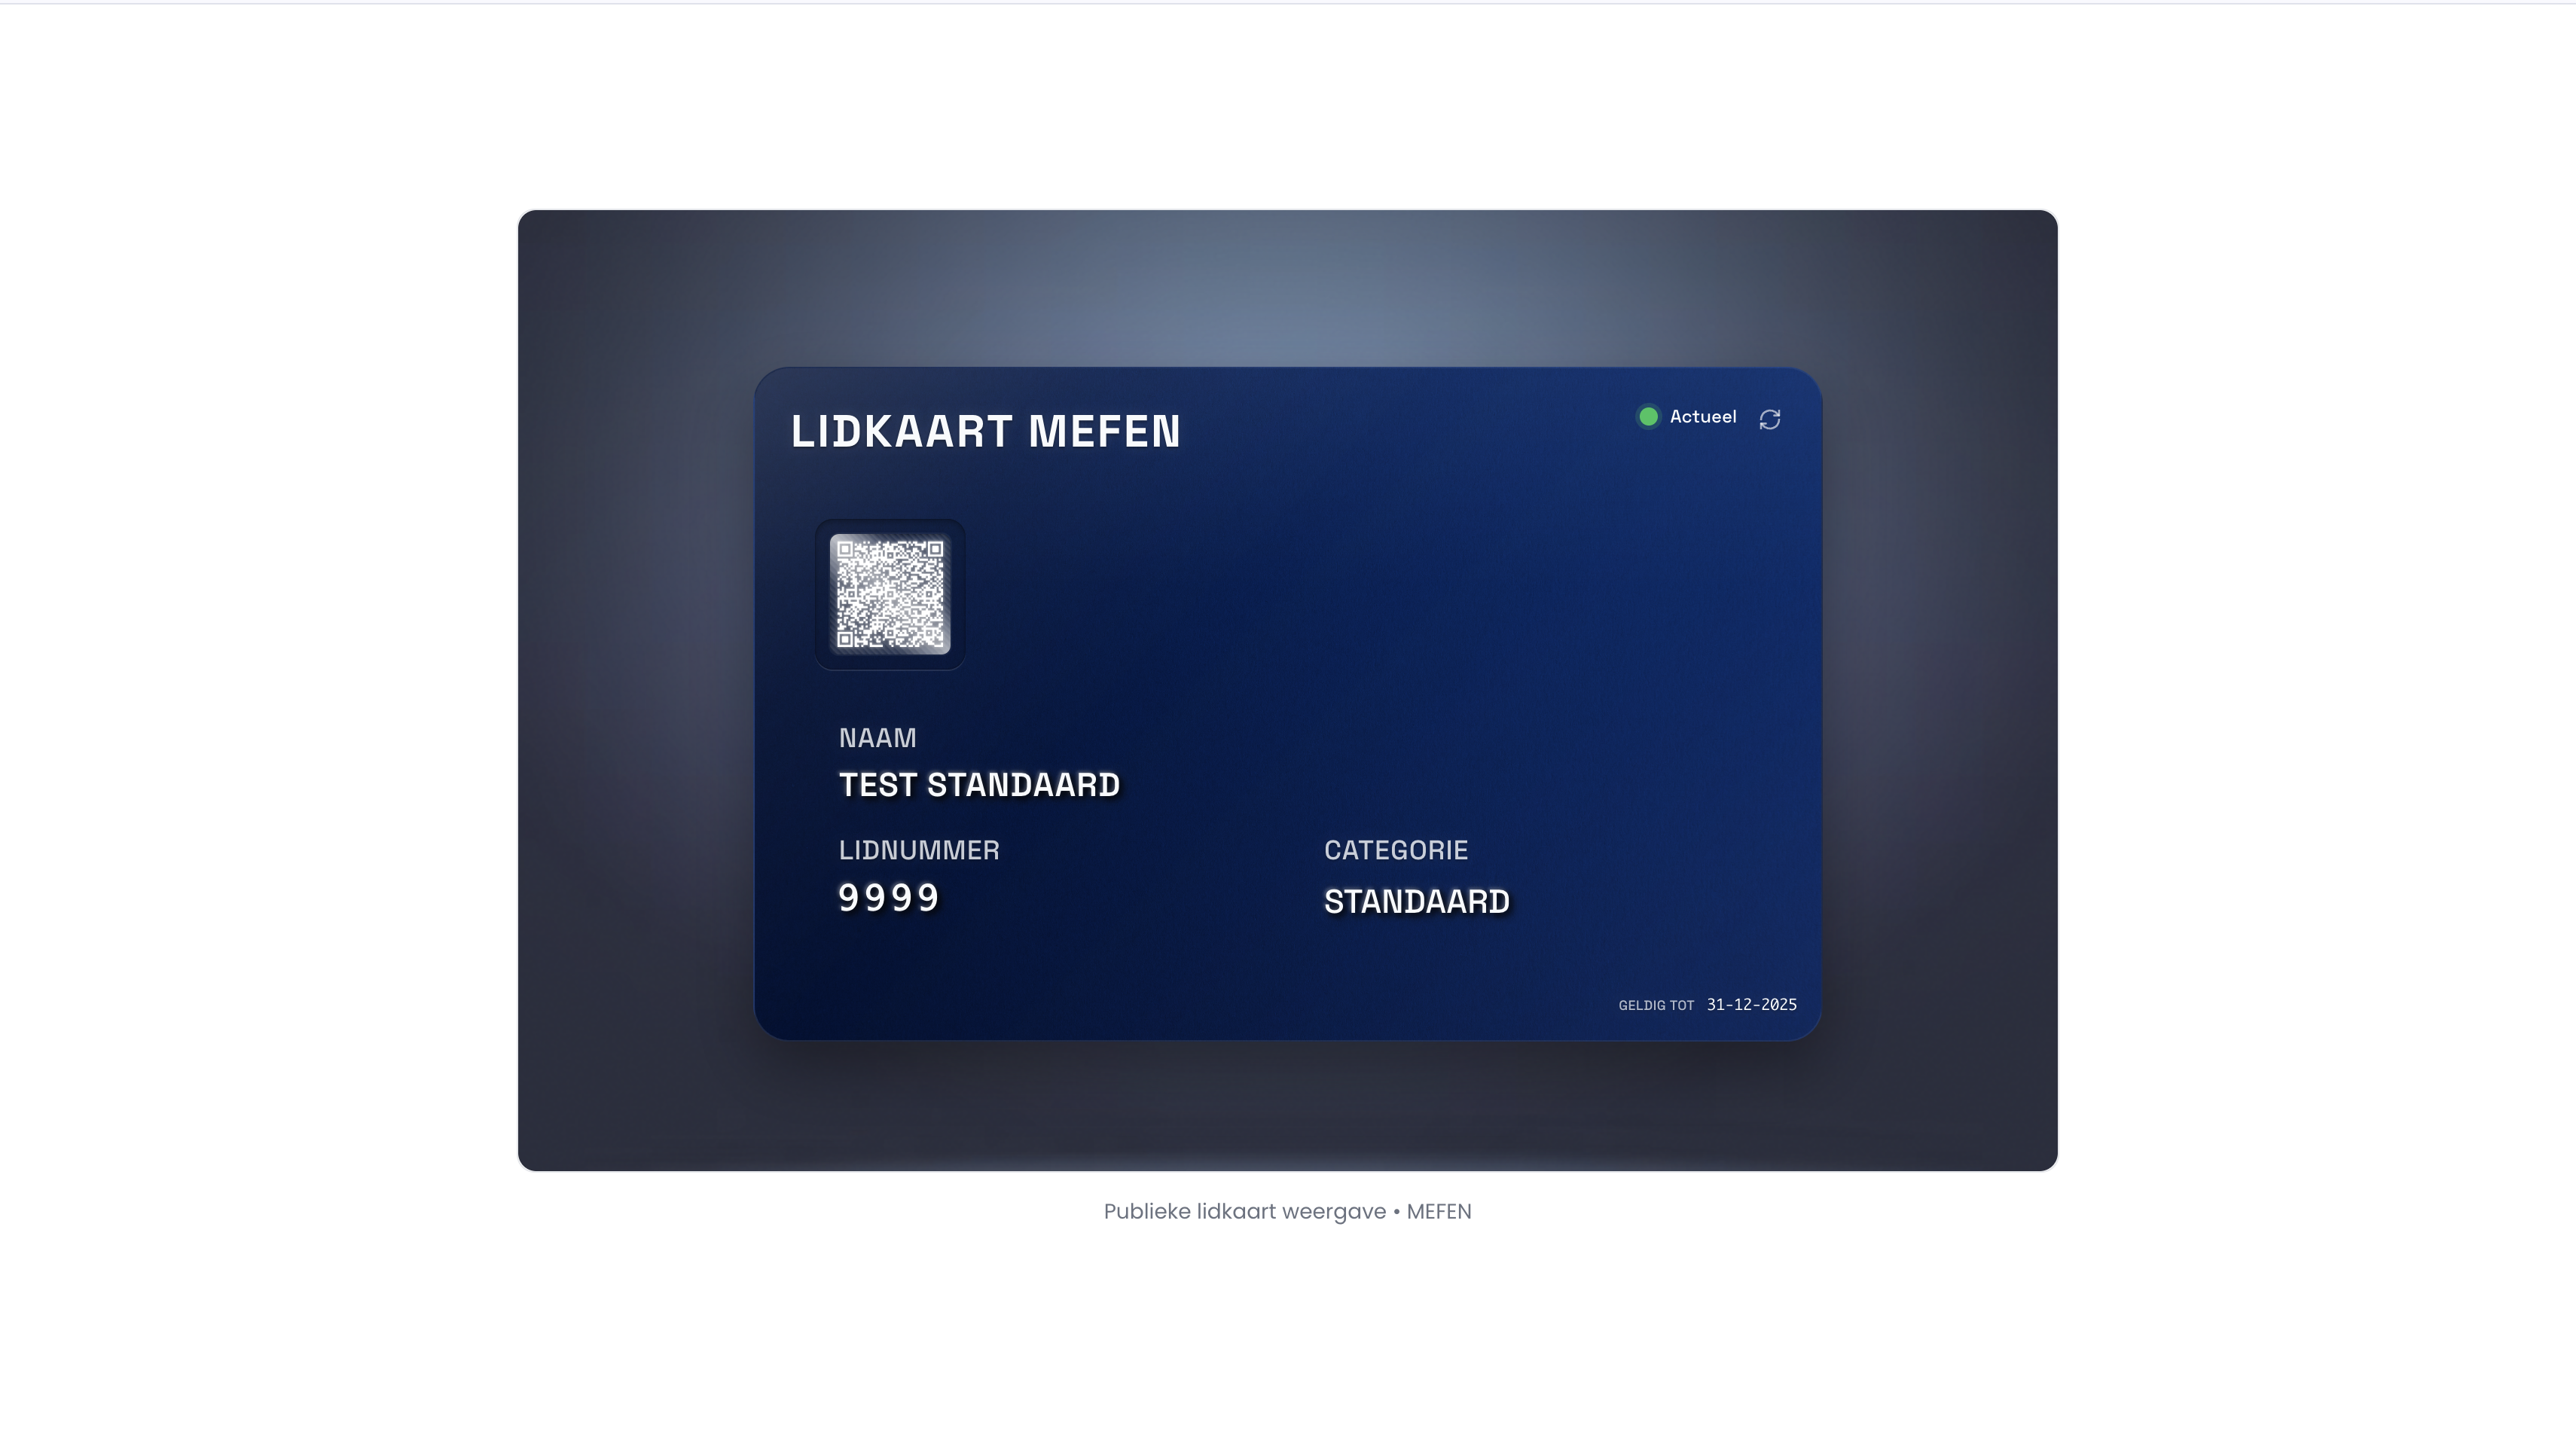 LIDKAART MEFEN
Actueel
NAAM
TEST STANDAARD
LIDNUMMER
9999
CATEGORIE
STANDAARD
GELDIG TOT 31-12-2025
Publieke lidkaart weergave • MEFEN